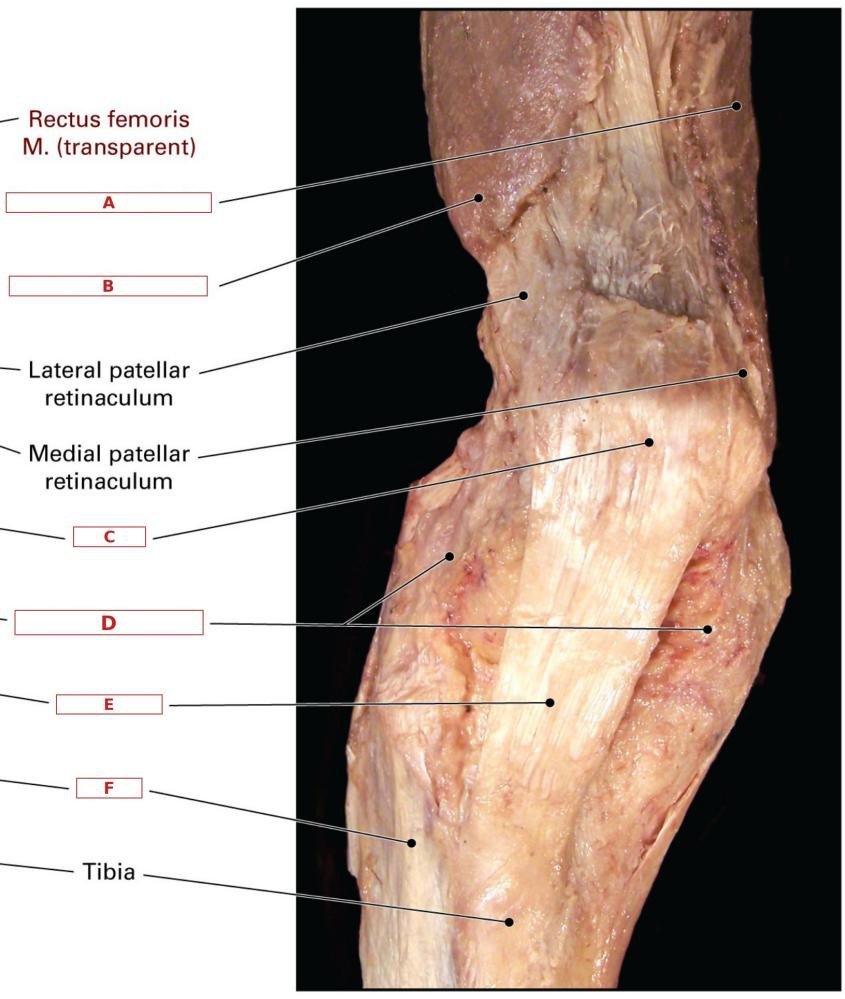 Rectus femoris
M. (transparent)
A
B
Lateral patellar
retinaculum
Medial patellar
retinaculum
C
D
E
F
Tibia